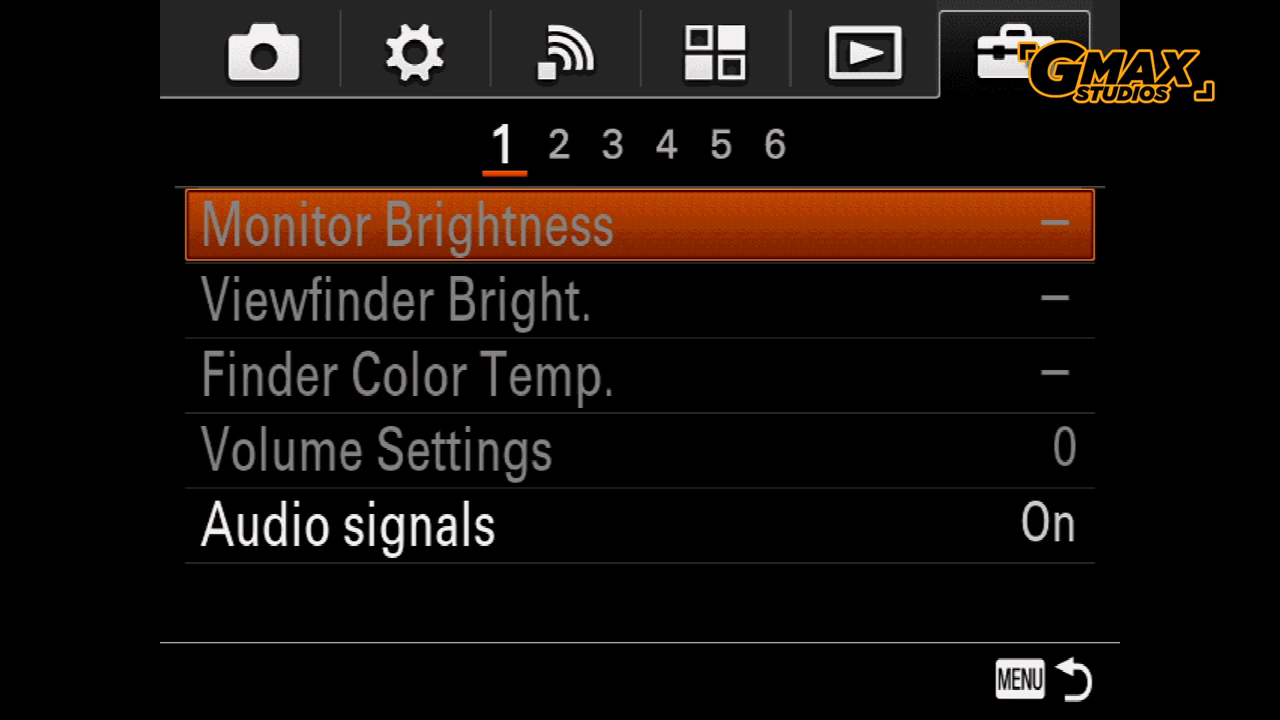 GMAX
STUDIOS
1 2 3 4 5 6
Monitor Brightness –
Viewfinder Bright. –
Finder Color Temp. –
Volume Settings 0
Audio signals On
MENU